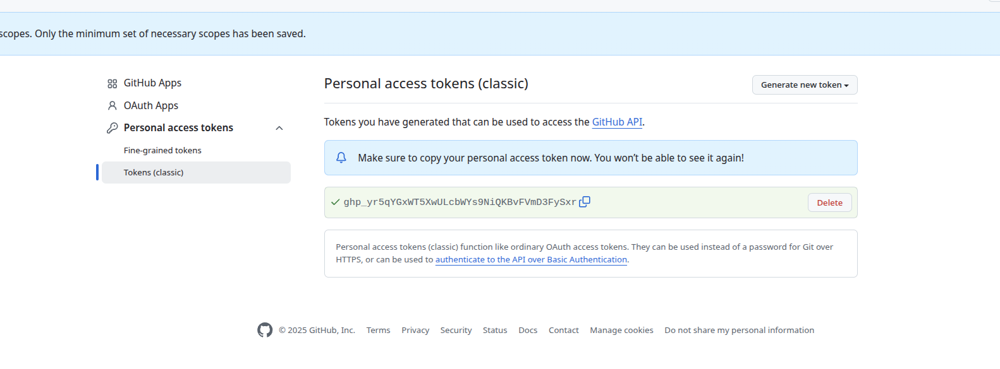 scopes. Only the minimum set of necessary scopes has been saved.
GitHub Apps
OAuth Apps
Personal access tokens
Fine-grained tokens
Tokens (classic)
Personal access tokens (classic)
Generate new token
Tokens you have generated that can be used to access the GitHub API.
Make sure to copy your personal access token now. You won't be able to see it again!
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
Delete
Personal access tokens (classic) function like ordinary OAuth access tokens. They can be used instead of a password for Git over
HTTPS, or can be used to authenticate to the API over Basic Authentication.
© 2025 GitHub, Inc. Terms Privacy Security Status Docs Contact Manage cookies Do not share my personal information